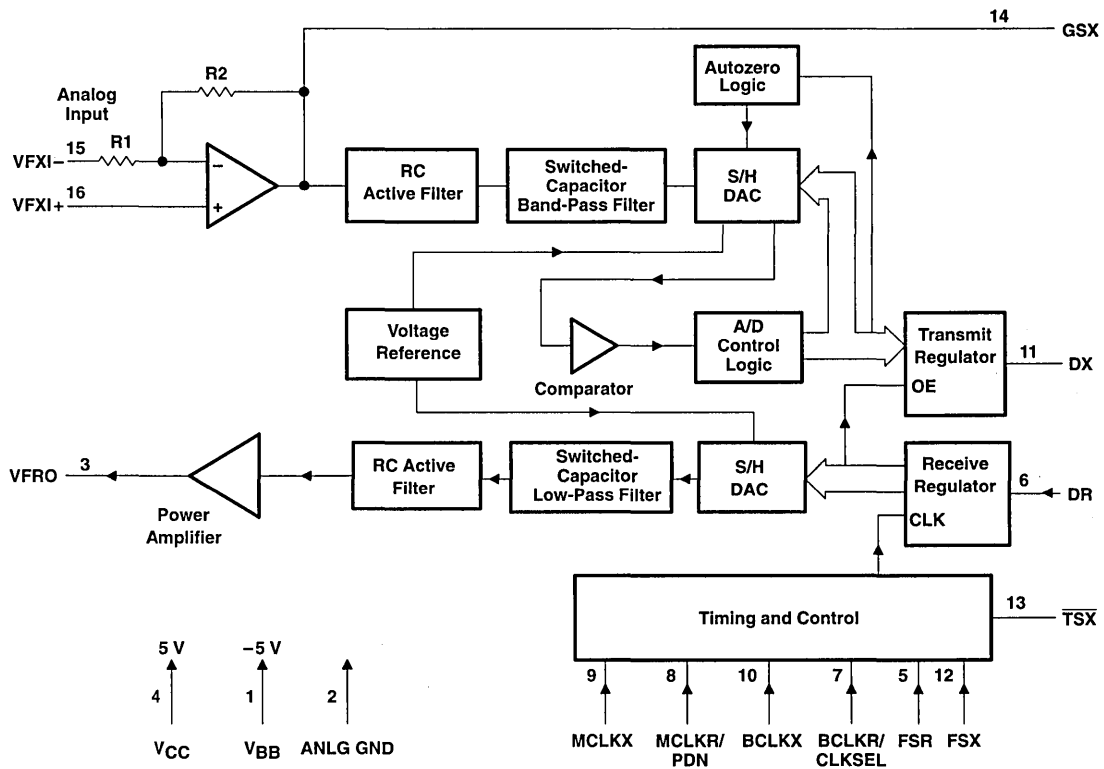 14
GSX
R2
Autozero
Logic
Analog
Input
15
R1
VFXI−
−
RC
Active Filter
Switched-
Capacitor
Band-Pass Filter
S/H
DAC
16
VFXI+
+
Voltage
Reference
Comparator
A/D
Control
Logic
Transmit
Regulator
OE
11
DX
VFRO
3
Power
Amplifier
RC Active
Filter
Switched-
Capacitor
Low-Pass Filter
S/H
DAC
Receive
Regulator
CLK
6
DR
Timing and Control
13
TSX
5 V
−5 V
4
1
2
VCC
VBB
ANLG GND
9
8
10
7
5
12
MCLKX
MCLKR/
PDN
BCLKX
BCLKR/
CLKSEL
FSR
FSX